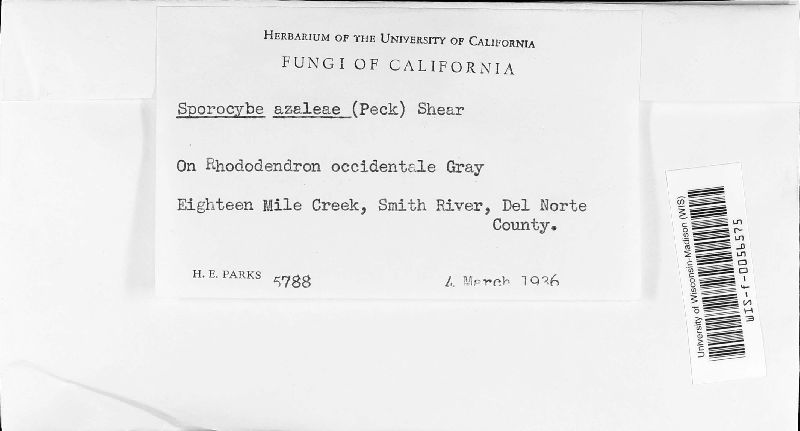 HERBARIUM OF THE UNIVERSITY OF CALIFORNIA
FUNGI OF CALIFORNIA
Sporocybe azaleae (Peck) Shear
On Rhododendron occidentale Gray
Eighteen Mile Creek, Smith River, Del Norte
County.
H. E. PARKS 5788
4 March 1936
University of Wisconsin-Madison (WIS)
WIS-f-0056575